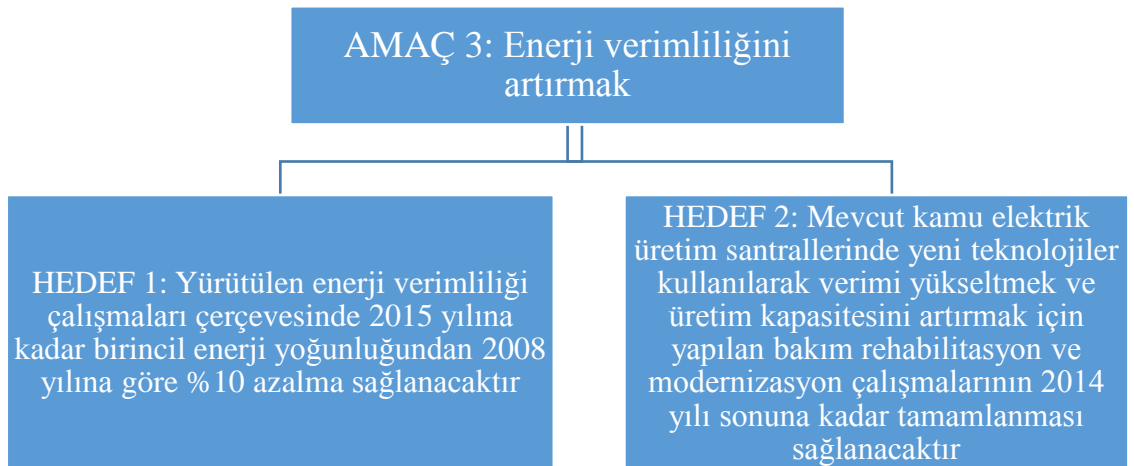 AMAÇ 3: Enerji verimliliğini
artırmak
HEDEF 1: Yürütülen enerji verimliliği
çalışmaları çerçevesinde 2015 yılına
kadar birincil enerji yoğunluğundan 2008
yılına göre %10 azalma sağlanacaktır
HEDEF 2: Mevcut kamu elektrik
üretim santrallerinde yeni teknolojiler
kullanılarak verimi yükseltmek ve
üretim kapasitesini artırmak için
yapılan bakım rehabilitasyon ve
modernizasyon çalışmalarının 2014
yılı sonuna kadar tamamlanması
sağlanacaktır